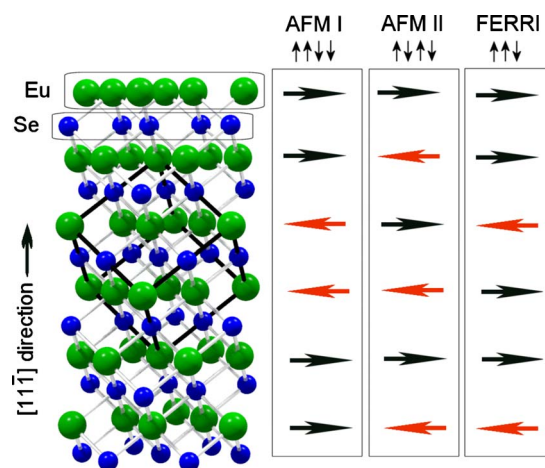 AFM I AFM II FERRI
↑↑↓↓ ↑↓↑↓ ↑↑↓
Eu
Se
[11̄1] direction